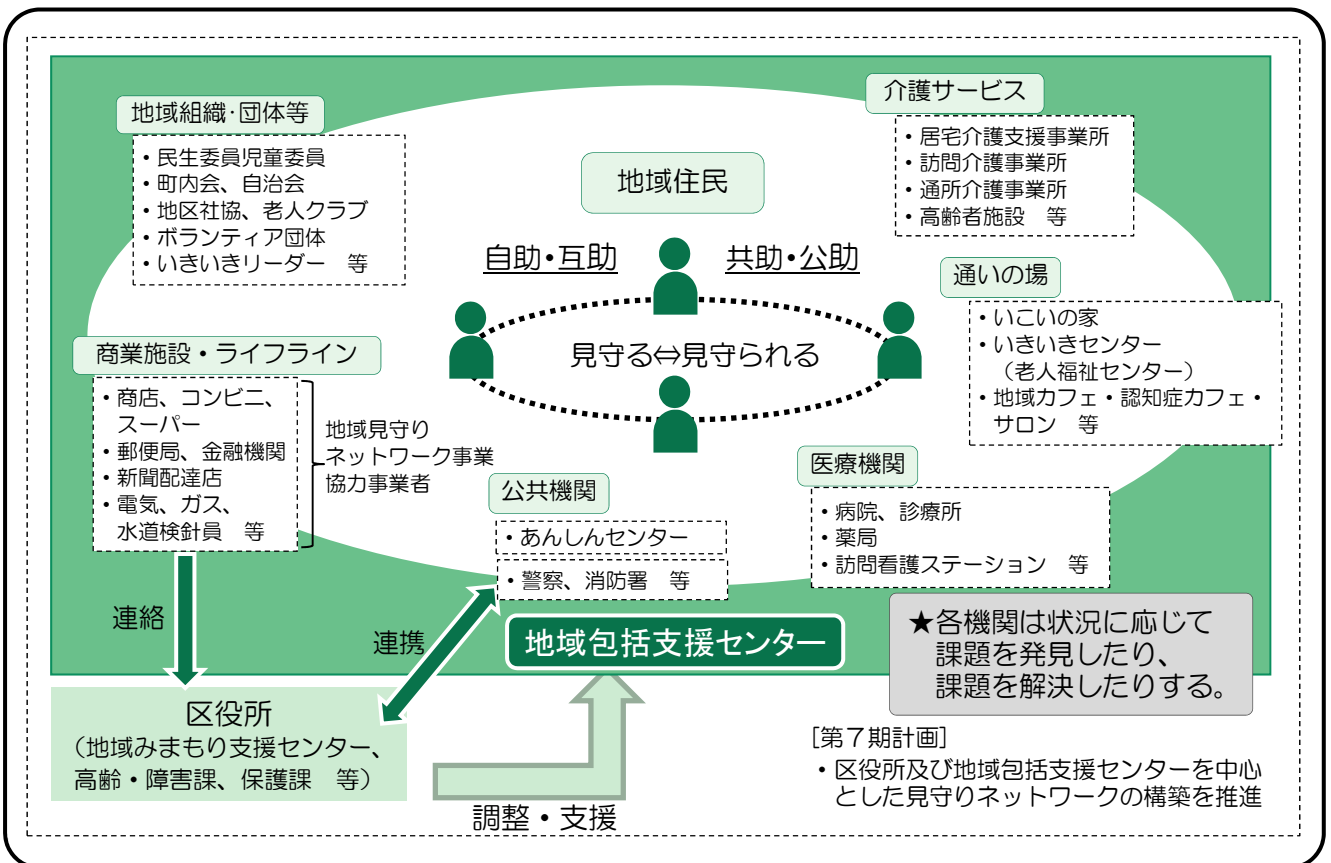 地域組織・団体等
・民生委員児童委員
・町内会、自治会
・地区社協、老人クラブ
・ボランティア団体
・いきいきリーダー　等
地域住民
自助・互助
共助・公助
見守る⇔見守られる
介護サービス
・居宅介護支援事業所
・訪問介護事業所
・通所介護事業所
・高齢者施設　等
通いの場
・いこいの家
・いきいきセンター
（老人福祉センター）
・地域カフェ・認知症カフェ・
サロン　等
商業施設・ライフライン
・商店、コンビニ、
スーパー
・郵便局、金融機関
・新聞配達店
・電気、ガス、
水道検針員　等
地域見守り
ネットワーク事業
協力事業者
公共機関
・あんしんセンター
・警察、消防署　等
医療機関
・病院、診療所
・薬局
・訪問看護ステーション　等
連絡
連携
地域包括支援センター
★各機関は状況に応じて
課題を発見したり、
課題を解決したりする。
区役所
（地域みまもり支援センター、
高齢・障害課、保護課　等）
調整・支援
[第７期計画]
・区役所及び地域包括支援センターを中心
とした見守りネットワークの構築を推進